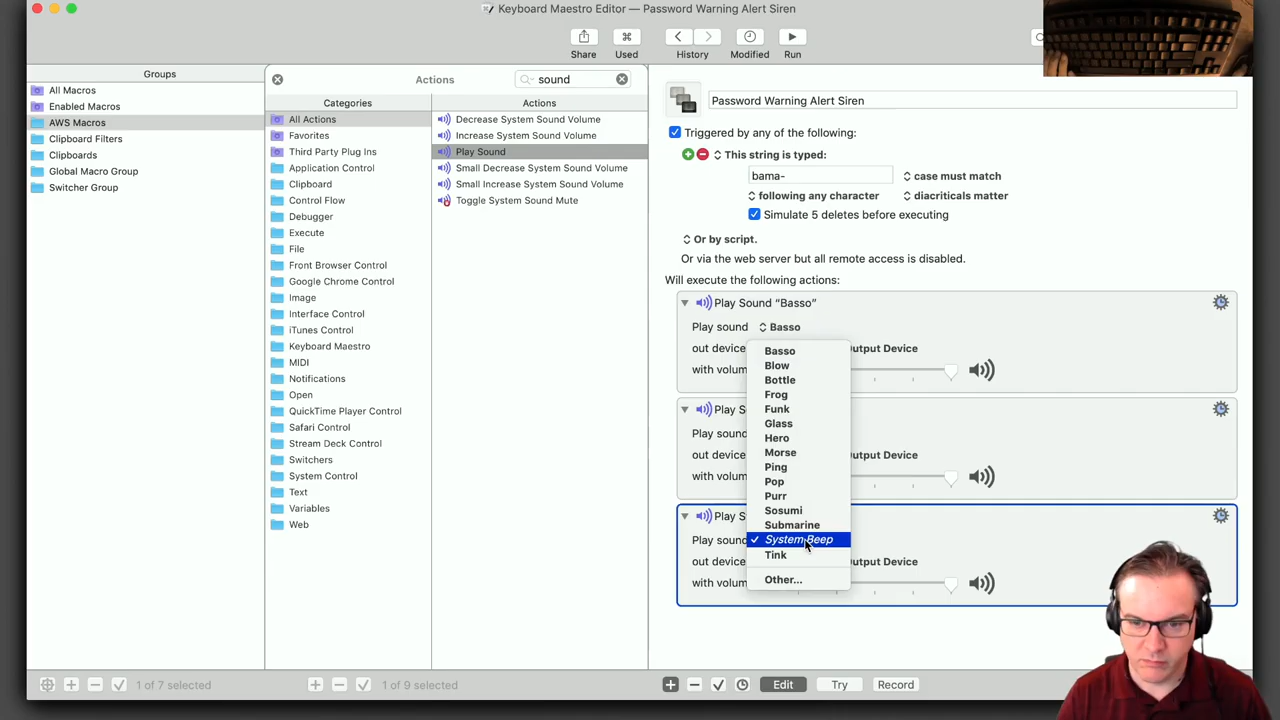 Keyboard Maestro Editor — Password Warning Alert Siren
Share
Used
History
Modified
Run
Groups
All Macros
Enabled Macros
AWS Macros
Clipboard Filters
Clipboards
Global Macro Group
Switcher Group
Actions
sound
Categories
All Actions
Favorites
Third Party Plug Ins
Application Control
Clipboard
Control Flow
Debugger
Execute
File
Front Browser Control
Google Chrome Control
Image
Interface Control
iTunes Control
Keyboard Maestro
MIDI
Notifications
Open
QuickTime Player Control
Safari Control
Stream Deck Control
Switchers
System Control
Text
Variables
Web
Actions
Decrease System Sound Volume
Increase System Sound Volume
Play Sound
Small Decrease System Sound Volume
Small Increase System Sound Volume
Toggle System Sound Mute
Password Warning Alert Siren
Triggered by any of the following:
This string is typed:
bama-
case must match
following any character
diacriticals matter
Simulate 5 deletes before executing
Or by script.
Or via the web server but all remote access is disabled.
Will execute the following actions:
Play Sound “Basso”
Play sound Basso
out device utput Device
with volum
Play S
Play sound
out device utput Device
with volum
Play S
Play sound
out device utput Device
with volum
Basso
Blow
Bottle
Frog
Funk
Glass
Hero
Morse
Ping
Pop
Purr
Sosumi
Submarine
System Beep
Tink
Other...
1 of 7 selected
1 of 9 selected
Edit
Try
Record